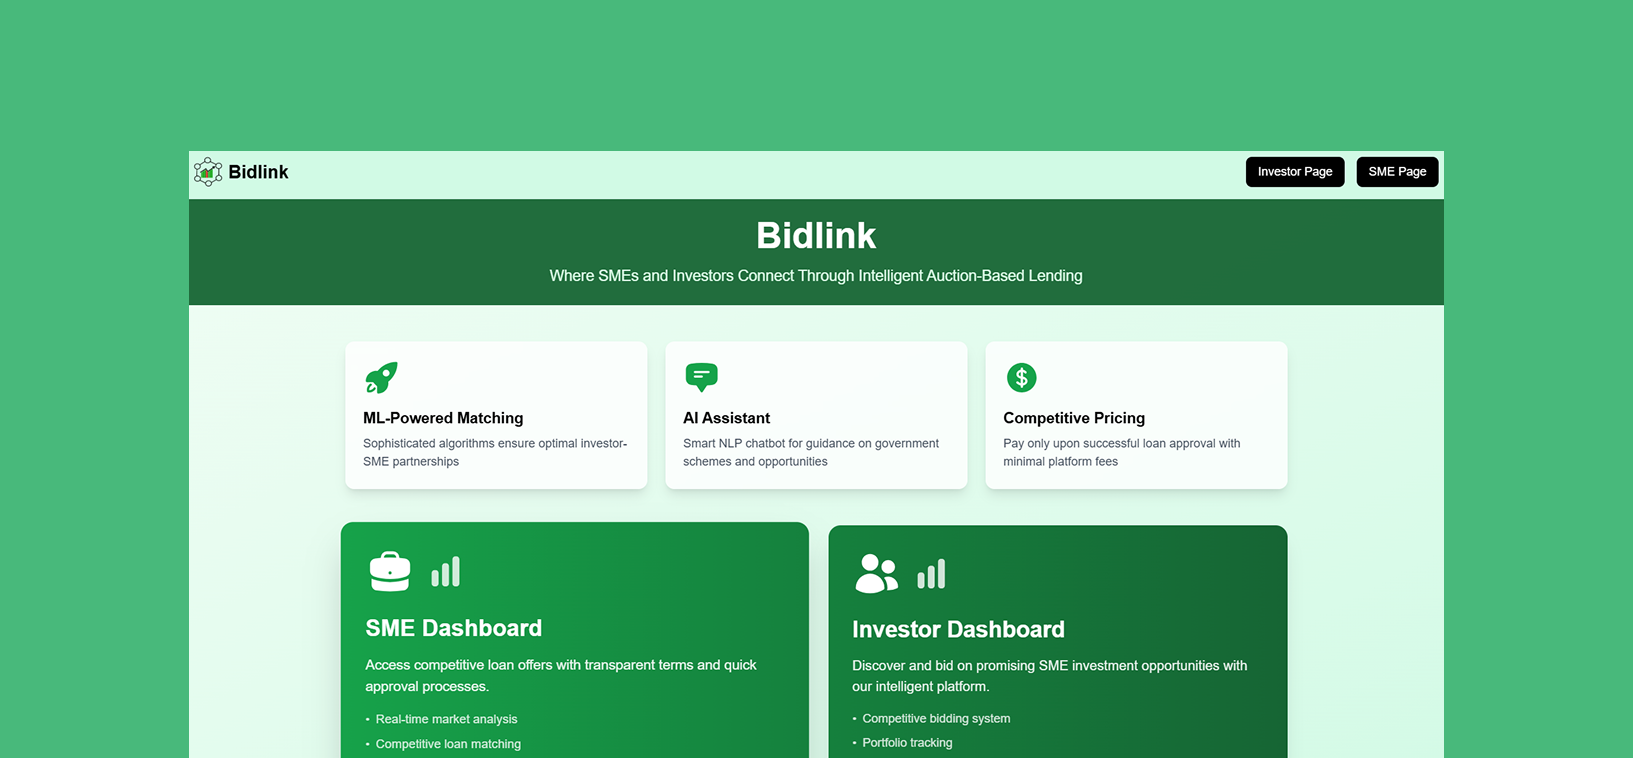 Bidlink
Investor Page
SME Page
Bidlink
Where SMEs and Investors Connect Through Intelligent Auction-Based Lending
ML-Powered Matching
Sophisticated algorithms ensure optimal investor-
SME partnerships
AI Assistant
Smart NLP chatbot for guidance on government
schemes and opportunities
Competitive Pricing
Pay only upon successful loan approval with
minimal platform fees
SME Dashboard
Access competitive loan offers with transparent terms and quick
approval processes.
• Real-time market analysis
• Competitive loan matching
Investor Dashboard
Discover and bid on promising SME investment opportunities with
our intelligent platform.
• Competitive bidding system
• Portfolio tracking